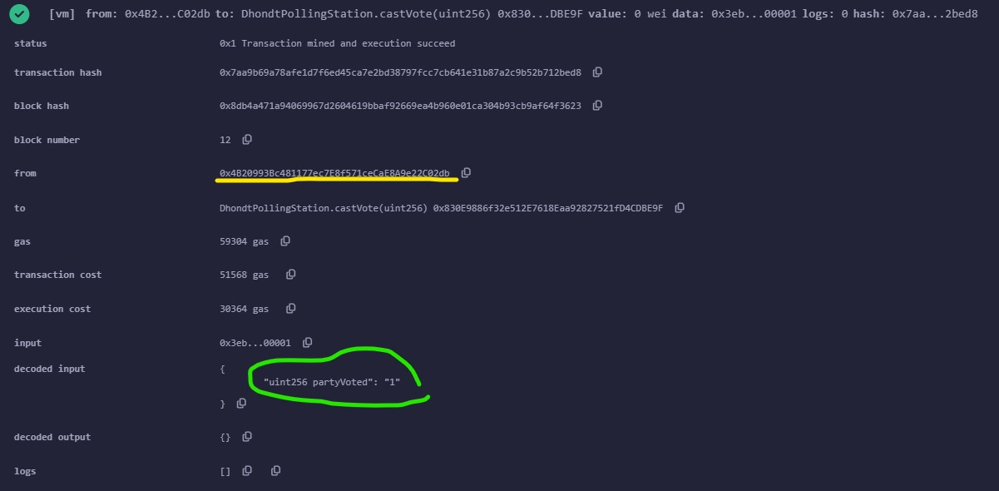 [vm] from: 0x4B2...C02db to: DhondtPollingStation.castVote(uint256) 0x830...DBE9F value: 0 wei data: 0x3eb...00001 logs: 0 hash: 0x7aa...2bed8
status 0x1 Transaction mined and execution succeed
transaction hash 0x7aa9b69a78afe1d7f6ed45ca7e2bd38797fcc7cb641e31b87a2c9b52b712bed8
block hash 0x8db4a471a94069967d2604619bbaf92669ea4b960e01ca304b93cb9af64f3623
block number 12
from 0x4B20993Bc481177ec7E8f571ceCaE8A9e22C02db
to DhondtPollingStation.castVote(uint256) 0x830E9886f32e512E7618Eaa92827521fD4CDBE9F
gas 59304 gas
transaction cost 51568 gas
execution cost 30364 gas
input 0x3eb...00001
decoded input {
"uint256 partyVoted": "1"
}
decoded output {}
logs []